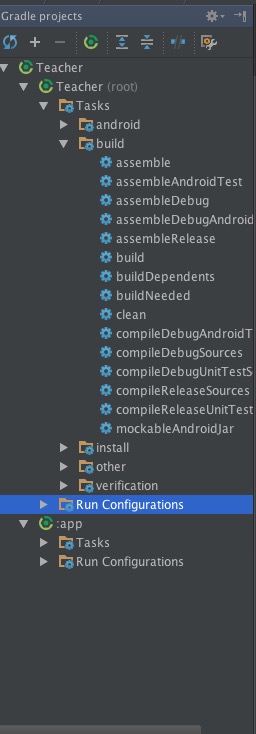 Gradle projects
Teacher
Teacher (root)
Tasks
android
build
assemble
assembleAndroidTest
assembleDebug
assembleDebugAndroid
assembleRelease
build
buildDependents
buildNeeded
clean
compileDebugAndroidT
compileDebugSources
compileDebugUnitTestS
compileReleaseSources
compileReleaseUnitTest
mockableAndroidJar
install
other
verification
Run Configurations
:app
Tasks
Run Configurations